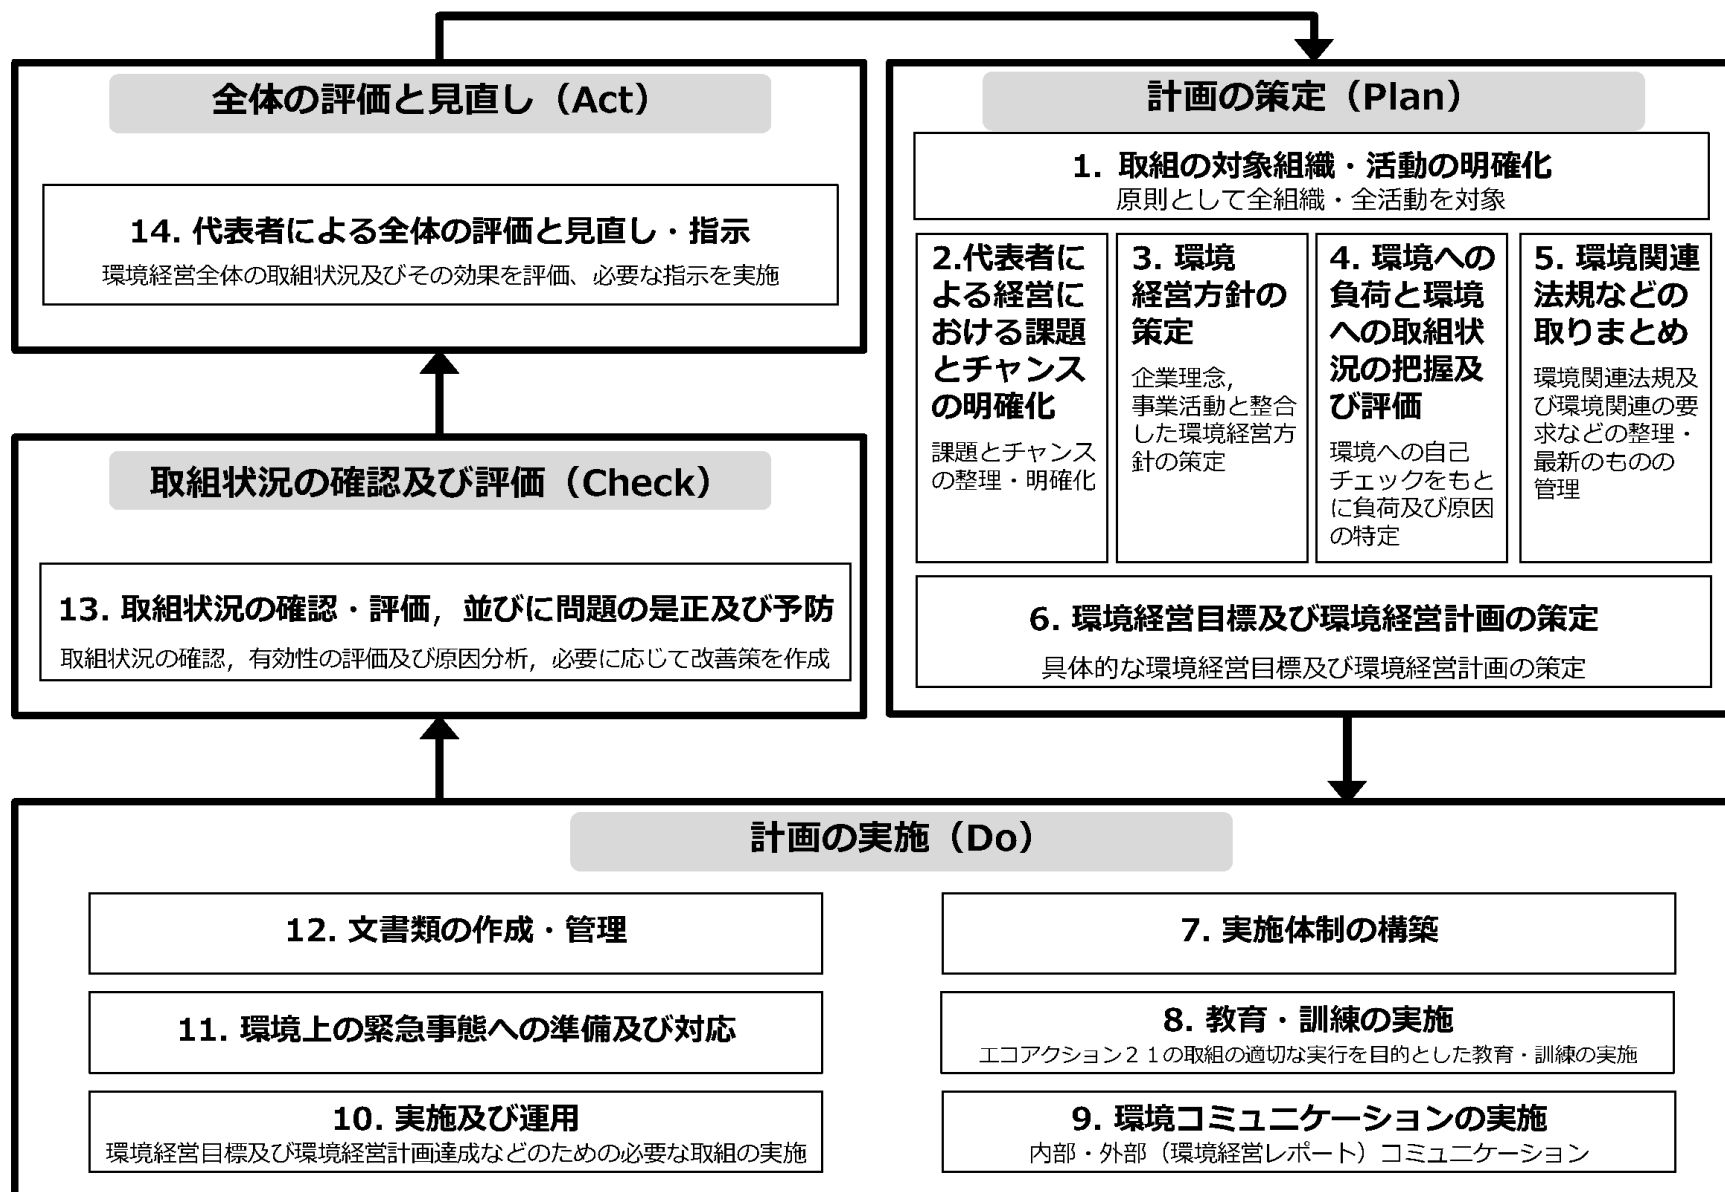 全体の評価と見直し（Act）
14. 代表者による全体の評価と見直し・指示
環境経営全体の取組状況及びその効果を評価、必要な指示を実施
取組状況の確認及び評価（Check）
13. 取組状況の確認・評価，並びに問題の是正及び予防
取組状況の確認，有効性の評価及び原因分析，必要に応じて改善策を作成
計画の策定（Plan）
1. 取組の対象組織・活動の明確化
原則として全組織・全活動を対象
2.代表者に
よる経営に
おける課題
とチャンス
の明確化
課題とチャンス
の整理・明確化
3. 環境
経営方針の
策定
企業理念，
事業活動と整合
した環境経営方
針の策定
4. 環境への
負荷と環境
への取組状
況の把握及
び評価
環境への自己
チェックをもと
に負荷及び原因
の特定
5. 環境関連
法規などの
取りまとめ
環境関連法規及
び環境関連の要
求などの整理・
最新のものの
管理
6. 環境経営目標及び環境経営計画の策定
具体的な環境経営目標及び環境経営計画の策定
計画の実施（Do）
12. 文書類の作成・管理
11. 環境上の緊急事態への準備及び対応
10. 実施及び運用
環境経営目標及び環境経営計画達成などのための必要な取組の実施
7. 実施体制の構築
8. 教育・訓練の実施
エコアクション２１の取組の適切な実行を目的とした教育・訓練の実施
9. 環境コミュニケーションの実施
内部・外部（環境経営レポート）コミュニケーション